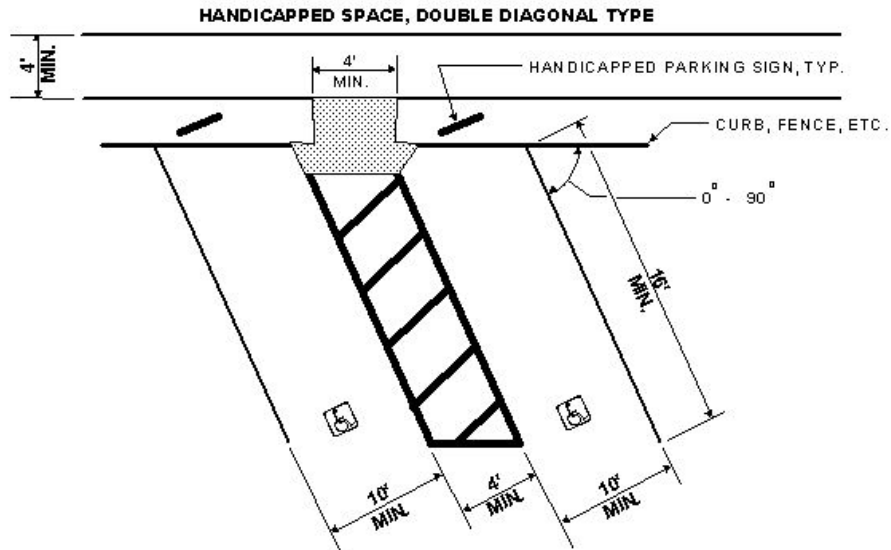 HANDICAPPED SPACE, DOUBLE DIAGONAL TYPE
4'
MIN.
4'
MIN.
HANDICAPPED PARKING SIGN, TYP.
CURB, FENCE, ETC.
0° - 90°
16'
MIN.
10'
MIN.
4'
MIN.
10'
MIN.